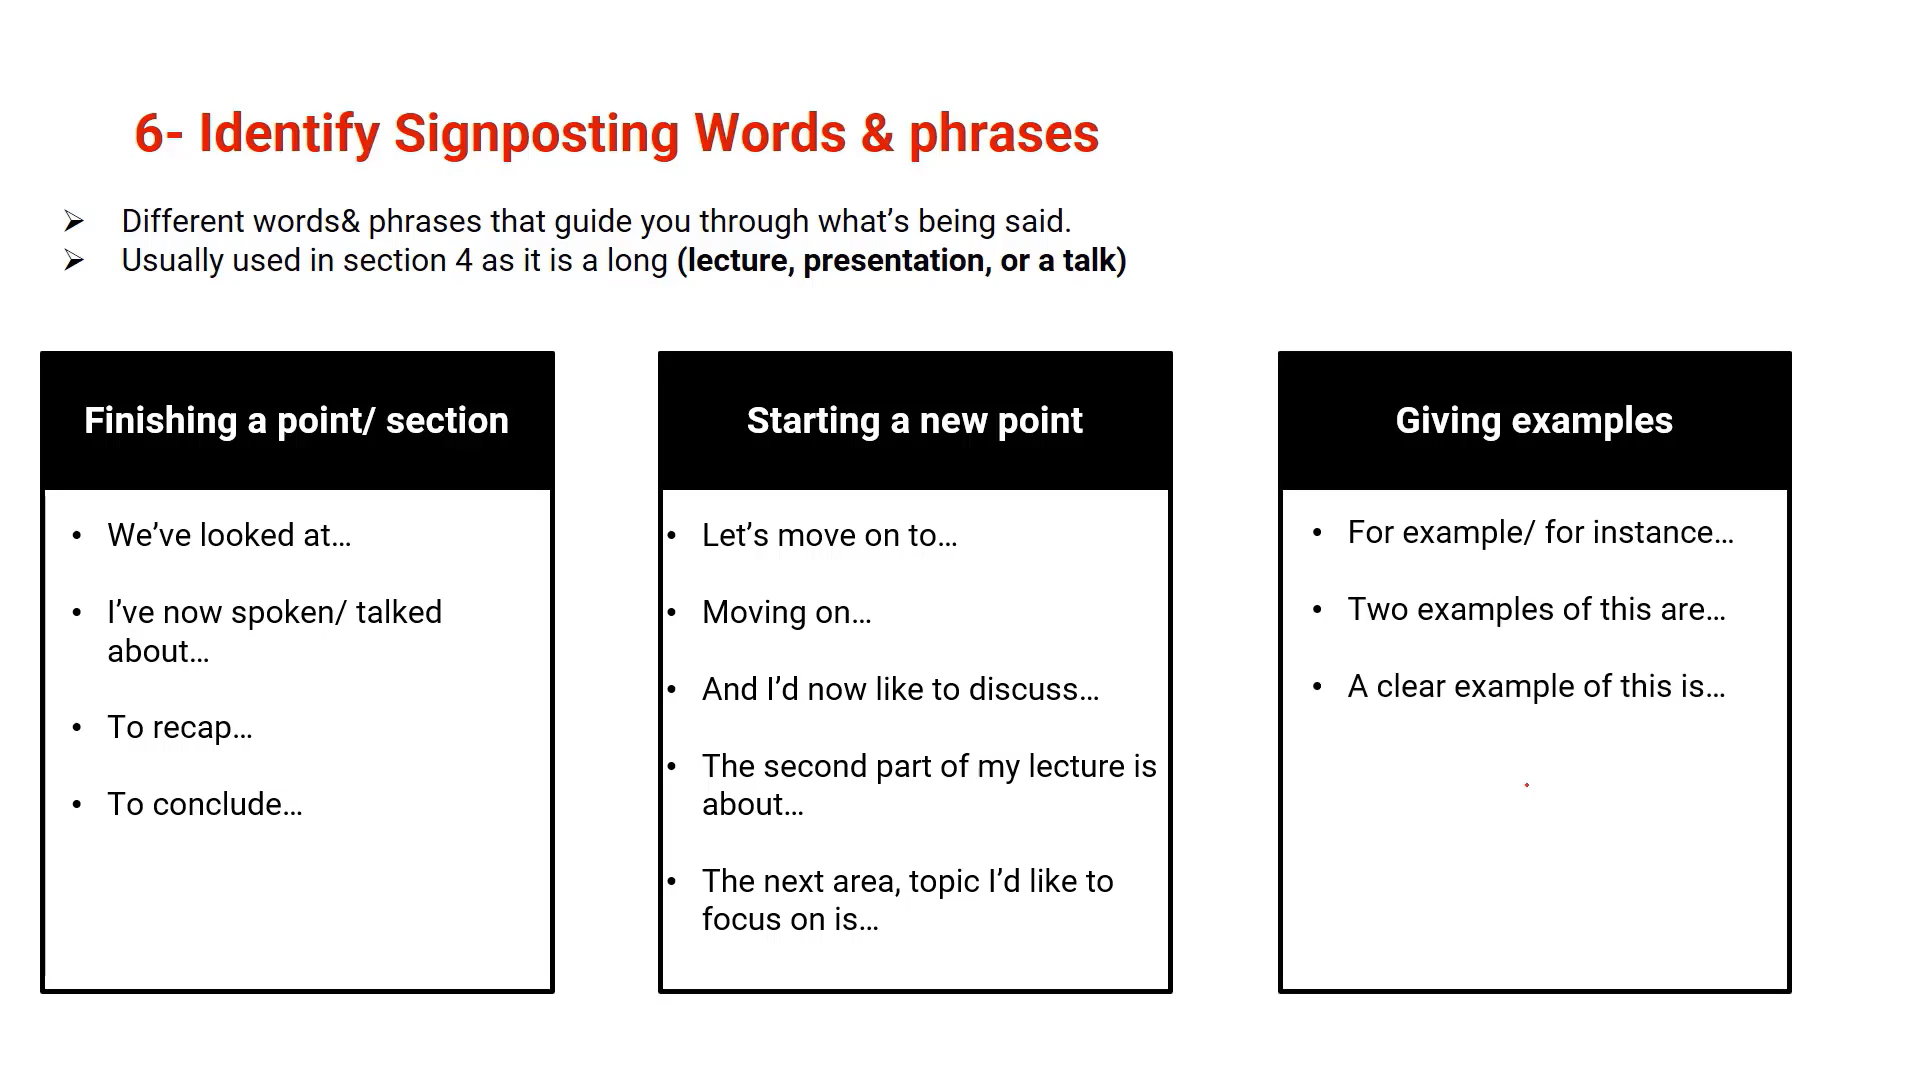 6- Identify Signposting Words & phrases
➢ Different words& phrases that guide you through what’s being said.
➢ Usually used in section 4 as it is a long (lecture, presentation, or a talk)
Finishing a point/ section
• We’ve looked at…
• I’ve now spoken/ talked
about…
• To recap…
• To conclude…
Starting a new point
• Let’s move on to…
• Moving on…
• And I’d now like to discuss…
• The second part of my lecture is
about…
• The next area, topic I’d like to
focus on is…
Giving examples
• For example/ for instance…
• Two examples of this are…
• A clear example of this is…